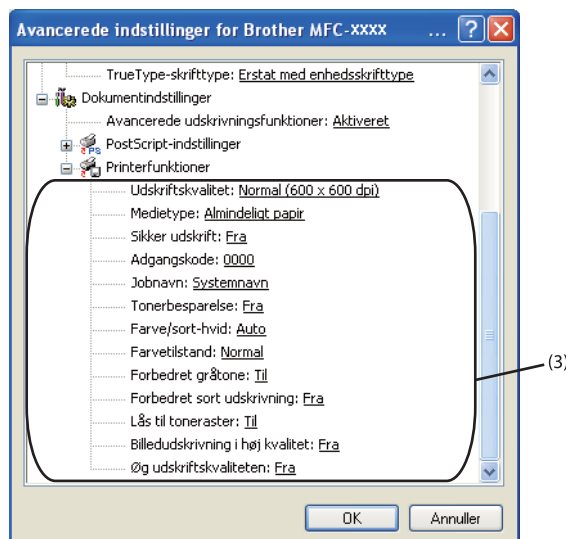 Avancerede indstillinger for Brother MFC-XXXX ...
TrueType-skrifttype: Erstat med enhedsskrifttype
Dokumentindstillinger
Avancerede udskrivningsfunktioner: Aktiveret
PS
PostScript-indstillinger
Printerfunktioner
Udskriftskvalitet: Normal (600 x 600 dpi)
Medietype: Almindeligt papir
Sikker udskrift: Fra
Adgangskode: 0000
Jobnavn: Systemnavn
Tonerbesparelse: Fra
Farve/sort-hvid: Auto
Farvetilstand: Normal
Forbedret gråtone: Til
Forbedret sort udskrivning: Fra
Lås til toneraster: Til
Billedudskrivning i høj kvalitet: Fra
Øg udskriftskvaliteten: Fra
(3)
OK
Annuller